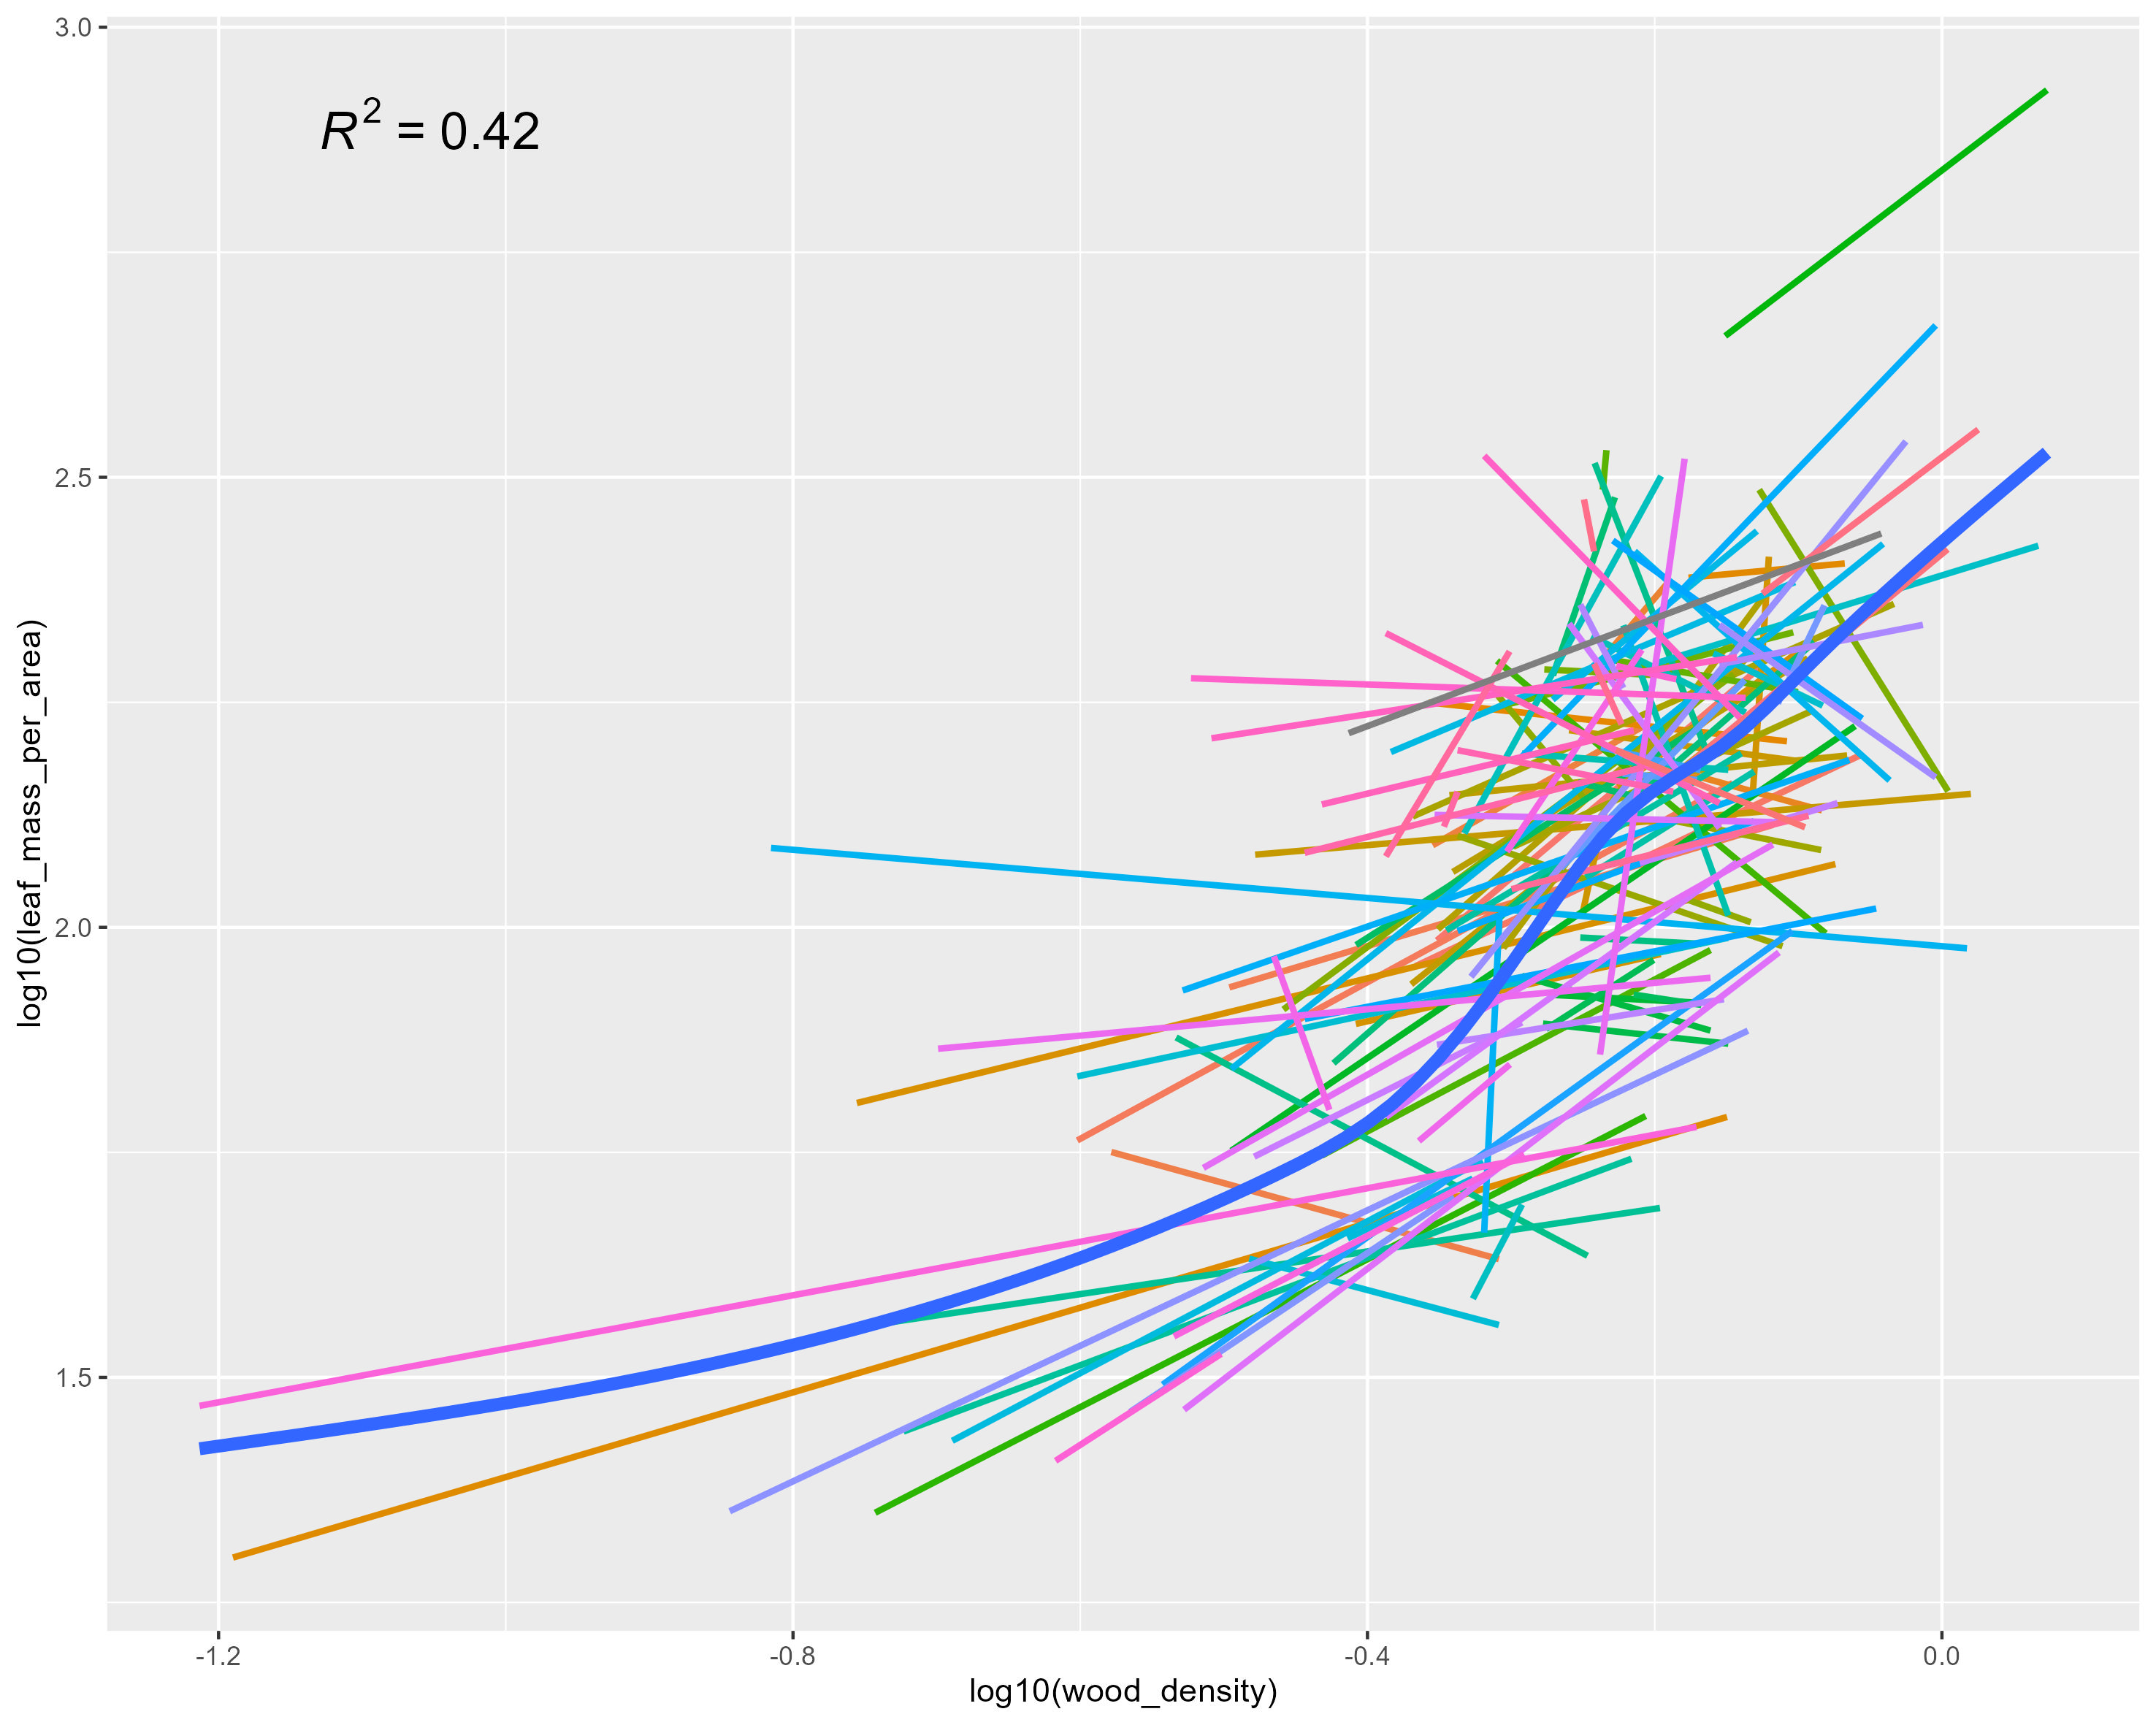 3.0
R² = 0.42
2.5
2.0
1.5
log10(leaf_mass_per_area)
-1.2 -0.8 -0.4 0.0
log10(wood_density)